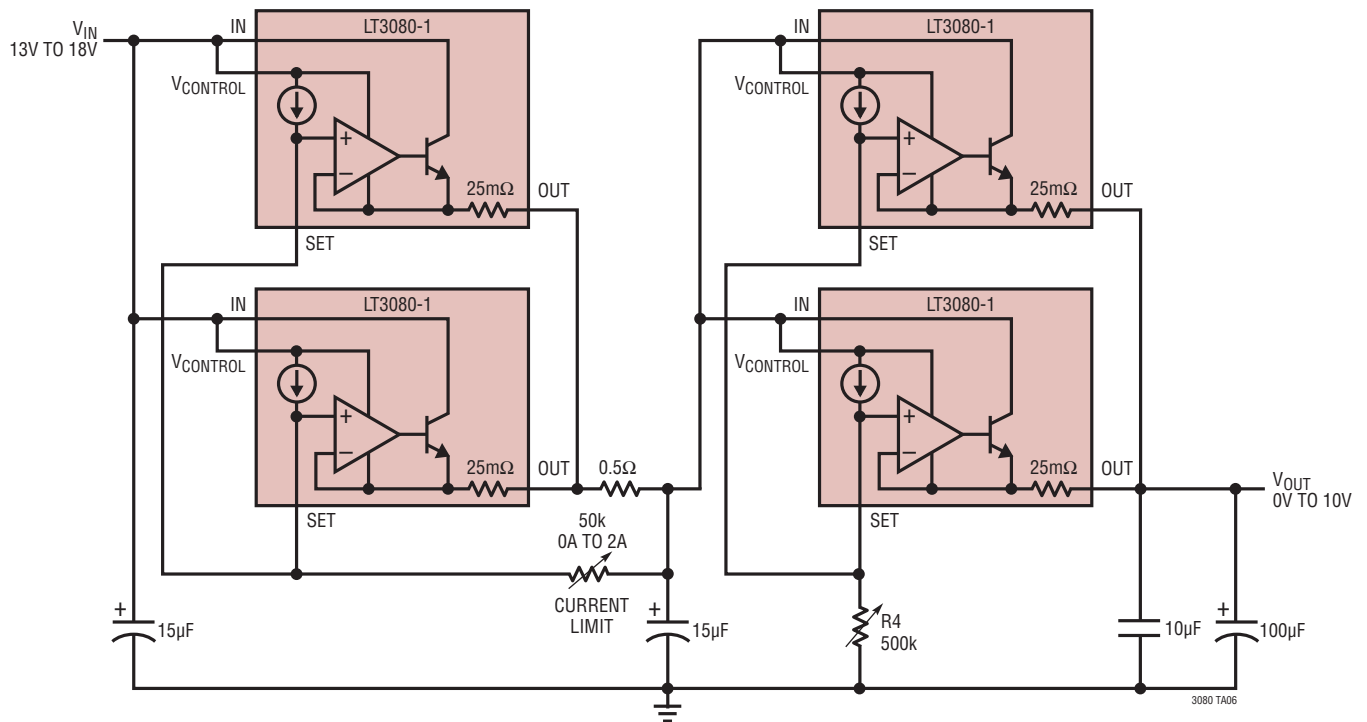 VIN
13V TO 18V
IN
LT3080-1
VCONTROL
+
–
25mΩ
OUT
SET
IN
LT3080-1
VCONTROL
+
–
25mΩ
OUT
SET
IN
LT3080-1
VCONTROL
+
–
25mΩ
OUT
0.5Ω
SET
50k
0A TO 2A
CURRENT
LIMIT
IN
LT3080-1
VCONTROL
+
–
25mΩ
OUT
SET
VOUT
0V TO 10V
+
15µF
+
15µF
R4
500k
10µF
+
100µF
3080 TA06